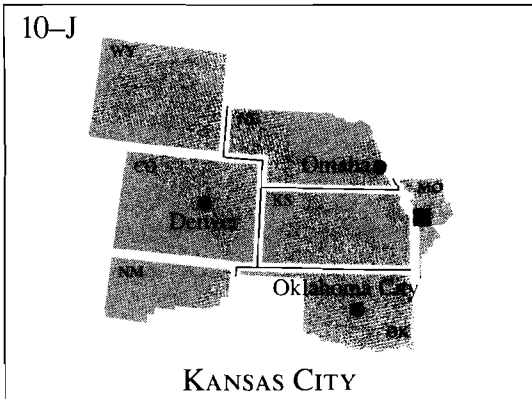 10–J
WY
NE
Omaha
CO
MO
KS
Denver
NM
Oklahoma City
OK
KANSAS CITY